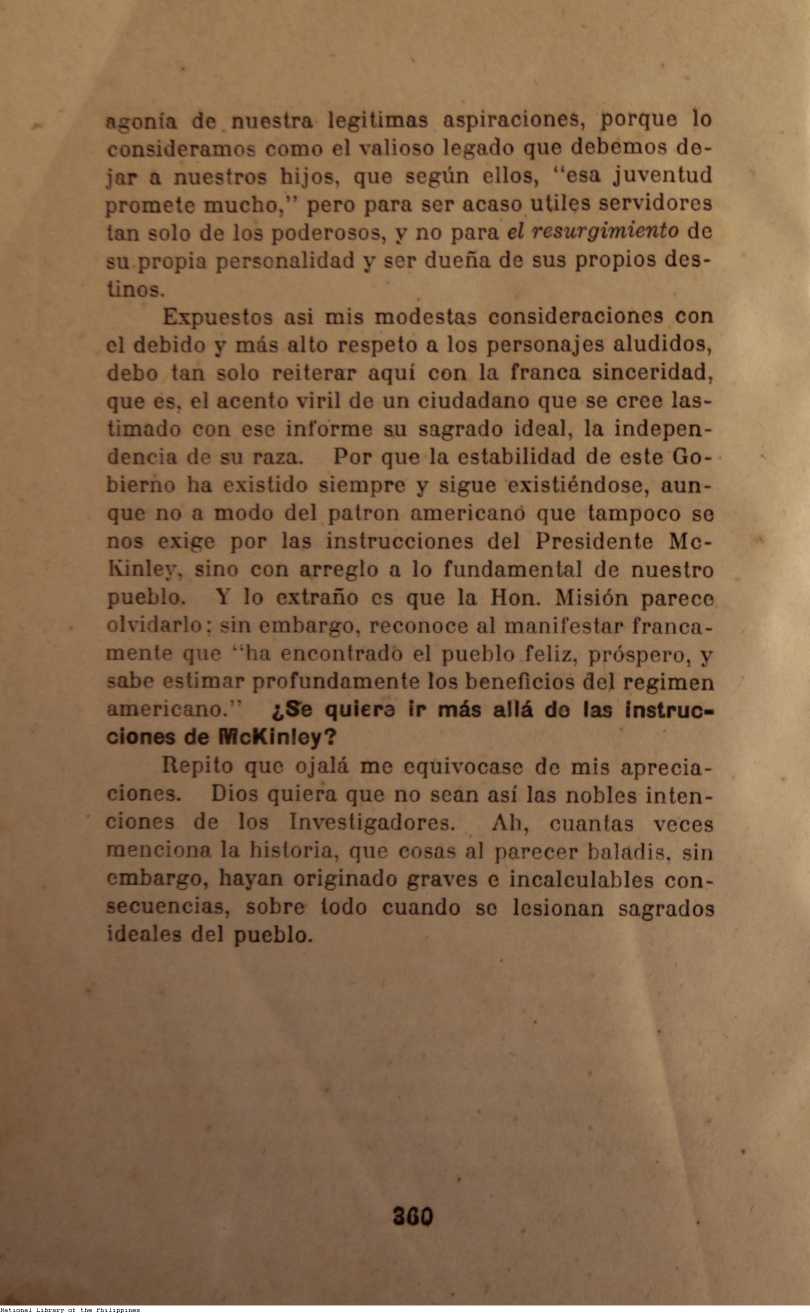 agonía de nuestra legitimas aspiraciones, porque lo
consideramos como el valioso legado que debemos de-
jar a nuestros hijos, que según ellos, “esa juventud
promete mucho,” pero para ser acaso utiles servidores
tan solo de los poderosos, y no para el resurgimiento de
su propia personalidad y ser dueña de sus propios des-
tinos.
Expuestos asi mis modestas consideraciones con
el debido y más alto respeto a los personajes aludidos,
debo tan solo reiterar aquí con la franca sinceridad,
que es, el acento viril de un ciudadano que se cree las-
timado con ese informe su sagrado ideal, la indepen-
dencia de su raza. Por que la estabilidad de este Go-
bierno ha existido siempre y sigue existiéndose, aun-
que no a modo del patron americano que tampoco se
nos exige por las instrucciones del Presidente Mc-
Kinley, sino con arreglo a lo fundamental de nuestro
pueblo. Y lo extraño es que la Hon. Misión parece
olvidarlo; sin embargo, reconoce al manifestar franca-
mente que “ha encontrado el pueblo feliz, próspero, y
sabe estimar profundamente los beneficios del regimen
americano.” ¿Se quiere ir más allá de las instruc-
ciones de McKinley?
Repito que ojalá me equivocase de mis aprecia-
ciones. Dios quiera que no sean así las nobles inten-
ciones de los Investigadores. Ah, cuantas veces
menciona la historia, que cosas al parecer baladis, sin
embargo, hayan originado graves e incalculables con-
secuencias, sobre todo cuando se lesionan sagrados
ideales del pueblo.
360
National Library of the Philippines